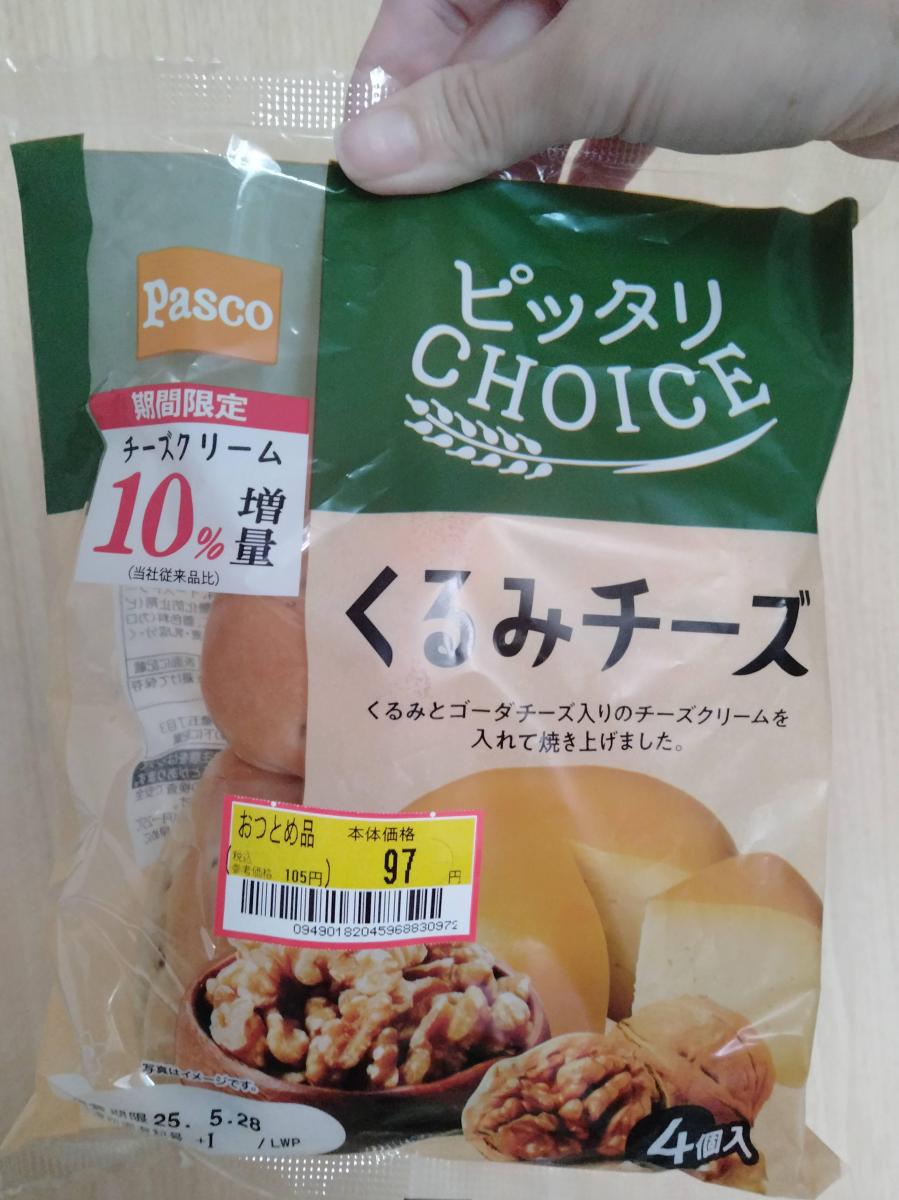 Pasco
ピッタリ
CHOICE
期間限定
チーズクリーム
10%
増量
(当社従来品比)
くるみチーズ
くるみとゴーダチーズ入りのチーズクリームを
入れて焼き上げました。
おつとめ品 本体価格
税込
参考価格 105円) 97 円
09490182045968830972
写真はイメージです。
期限 25. 5.28
+I /LWP
4個入